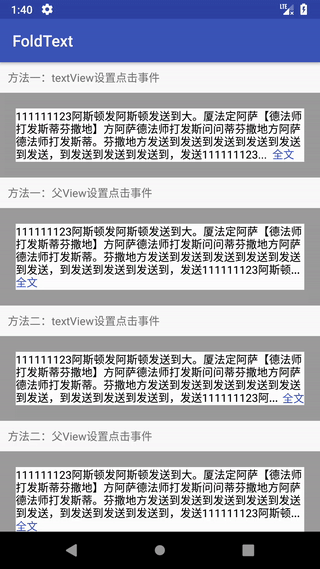 1:40
LTE
FoldText
方法一：textView设置点击事件
111111123阿斯顿发阿斯顿发送到大。厦法定阿萨【德法师
打发斯蒂芬撒地】方阿萨德法师打发斯问问蒂芬撒地方阿萨
德法师打发斯蒂。芬撒地方发送到发送到发送到发送到发送
到发送，到发送到发送到发送到，发送111111123... 全文
方法一：父View设置点击事件
111111123阿斯顿发阿斯顿发送到大。厦法定阿萨【德法师
打发斯蒂芬撒地】方阿萨德法师打发斯问问蒂芬撒地方阿萨
德法师打发斯蒂。芬撒地方发送到发送到发送到发送到发送
到发送，到发送到发送到发送到，发送111111123阿斯顿...
全文
方法二：textView设置点击事件
111111123阿斯顿发阿斯顿发送到大。厦法定阿萨【德法师
打发斯蒂芬撒地】方阿萨德法师打发斯问问蒂芬撒地方阿萨
德法师打发斯蒂。芬撒地方发送到发送到发送到发送到发送
到发送，到发送到发送到发送到，发送111111123阿... 全文
方法二：父View设置点击事件
111111123阿斯顿发阿斯顿发送到大。厦法定阿萨【德法师
打发斯蒂芬撒地】方阿萨德法师打发斯问问蒂芬撒地方阿萨
德法师打发斯蒂。芬撒地方发送到发送到发送到发送到发送
到发送，到发送到发送到发送到，发送111111123阿斯顿...
全文